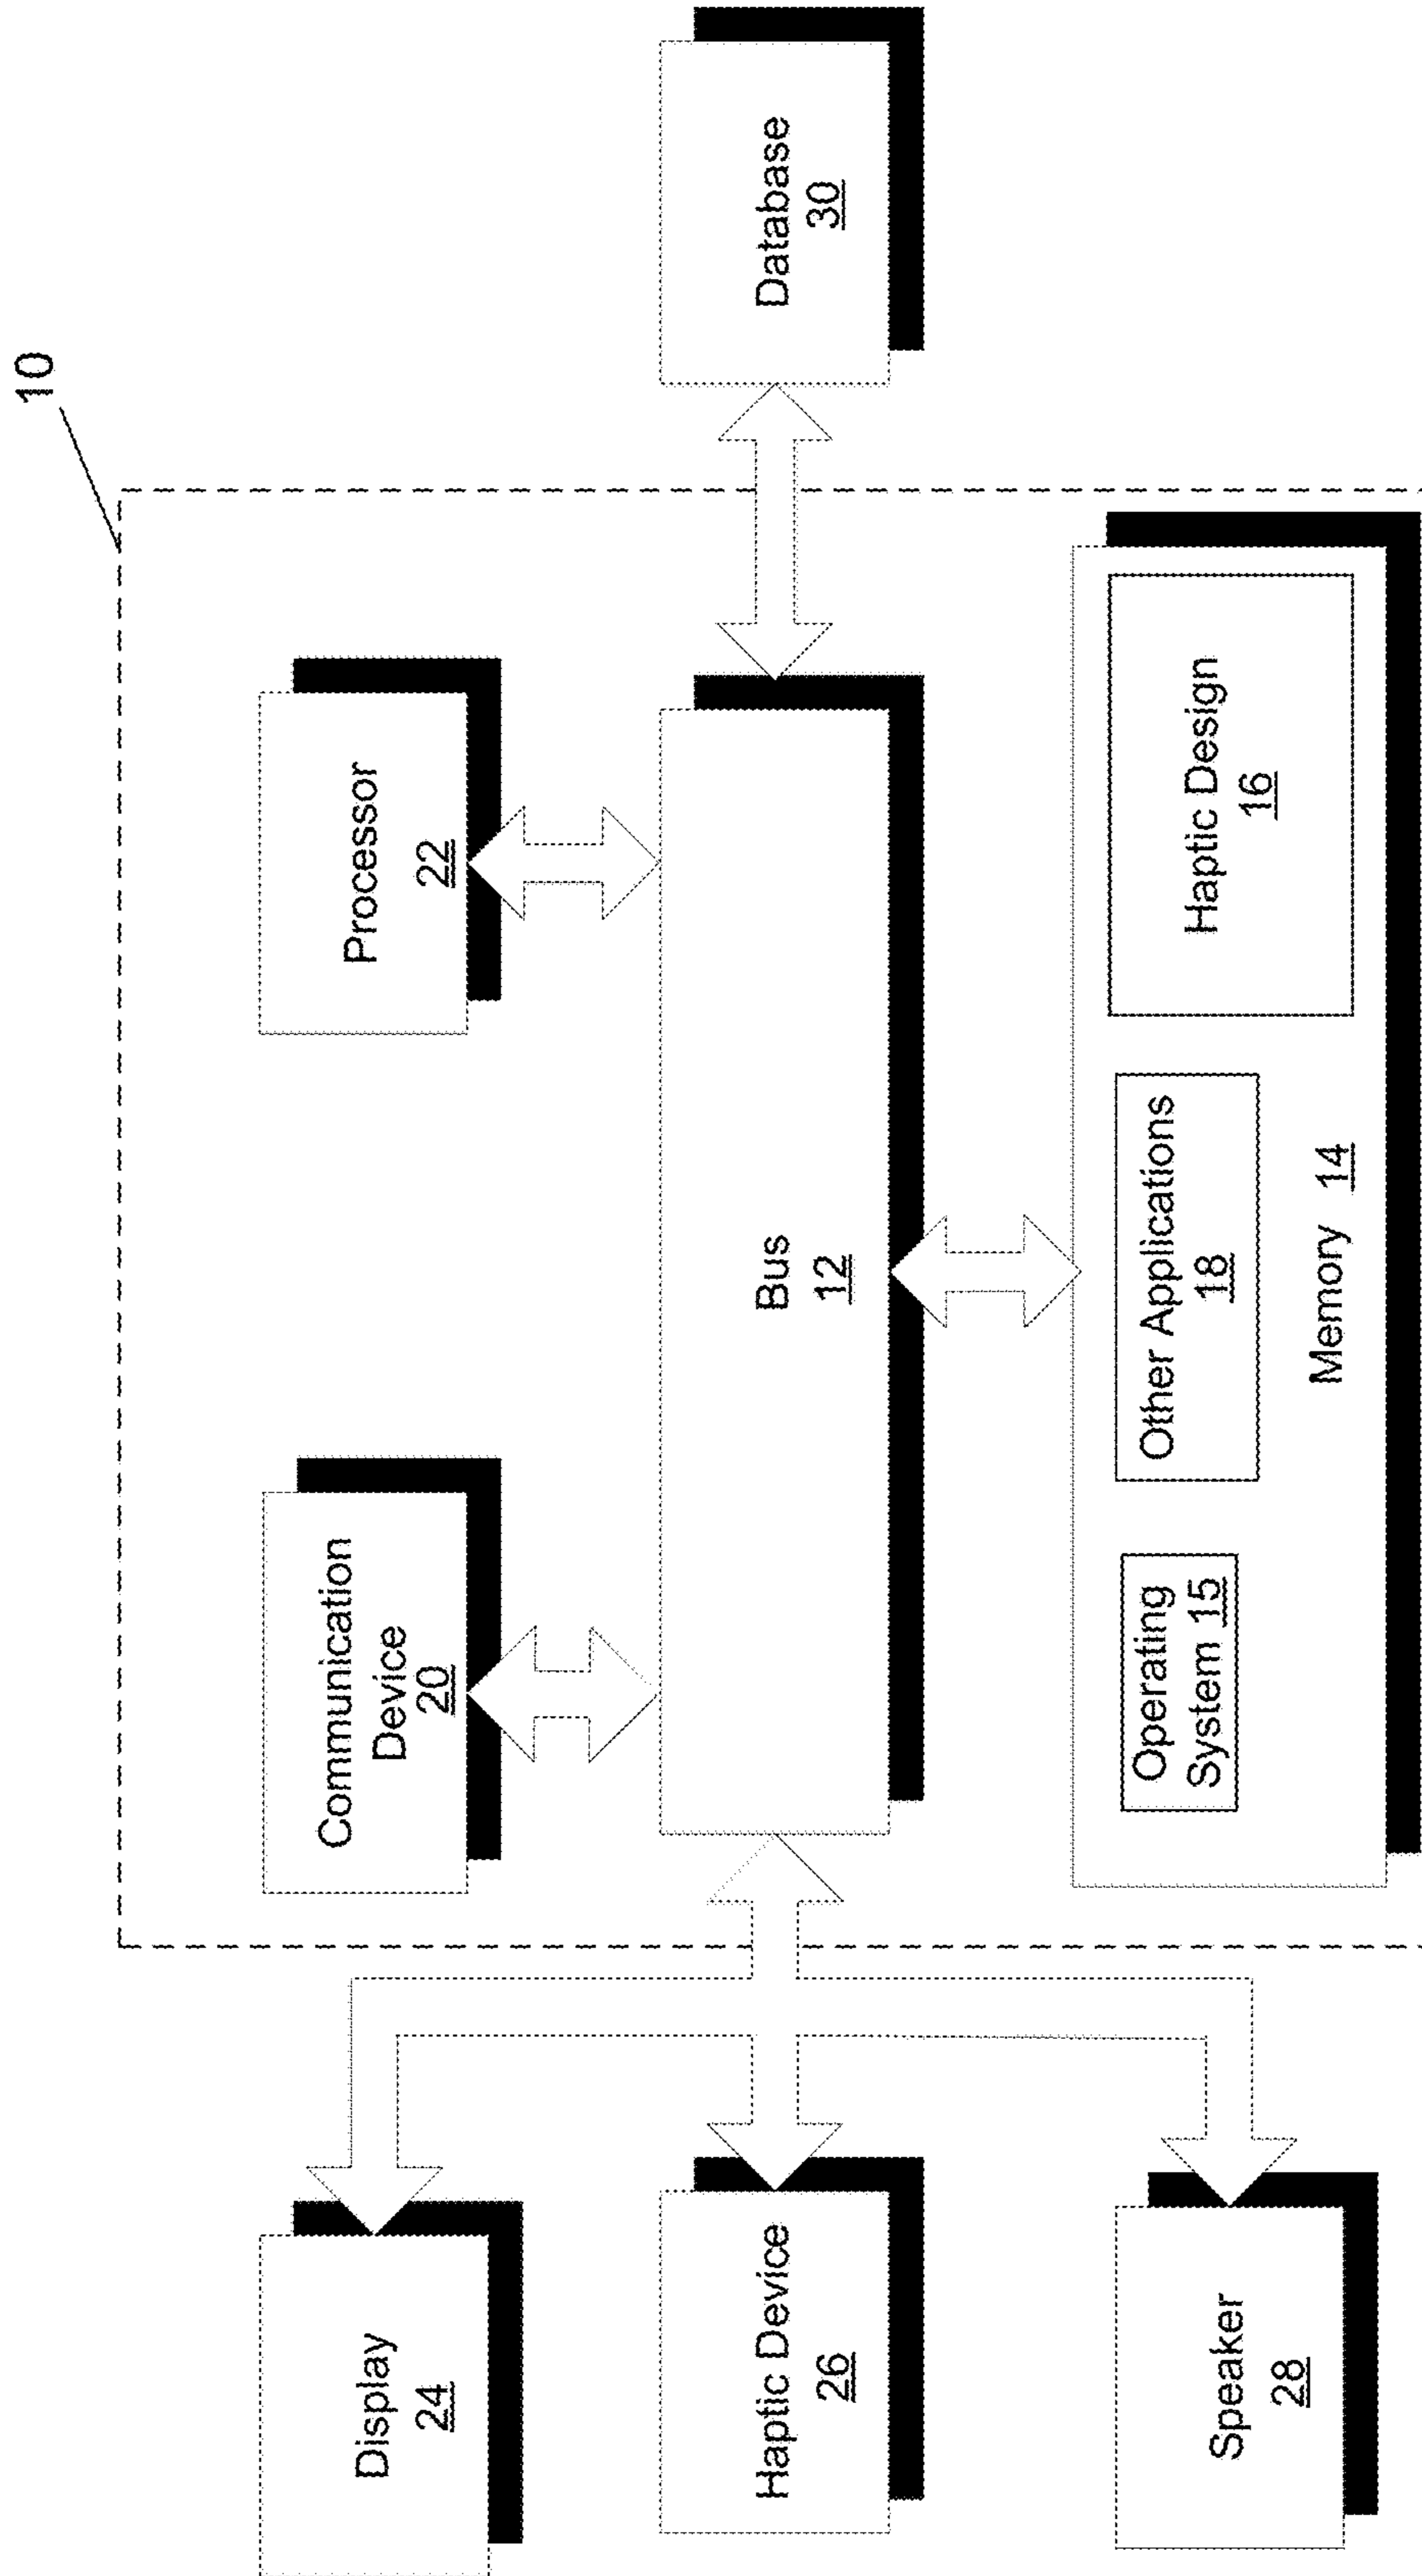 10
Display
24
Communication
Device
20
Processor
22
Haptic Device
26
Bus
12
Database
30
Speaker
28
Operating
System 15
Other Applications
18
Haptic Design
16
Memory 14